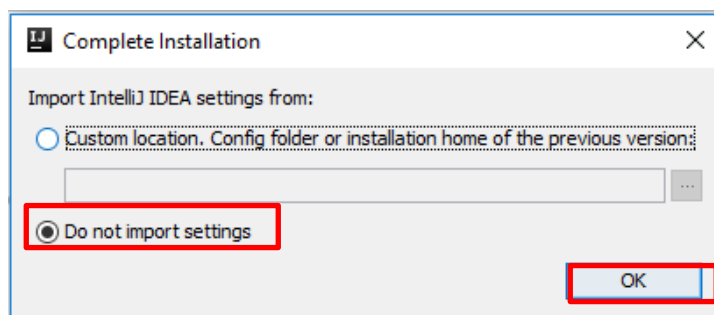 IJ Complete Installation
Import IntelliJ IDEA settings from:
Custom location. Config folder or installation home of the previous version:
...
Do not import settings
OK